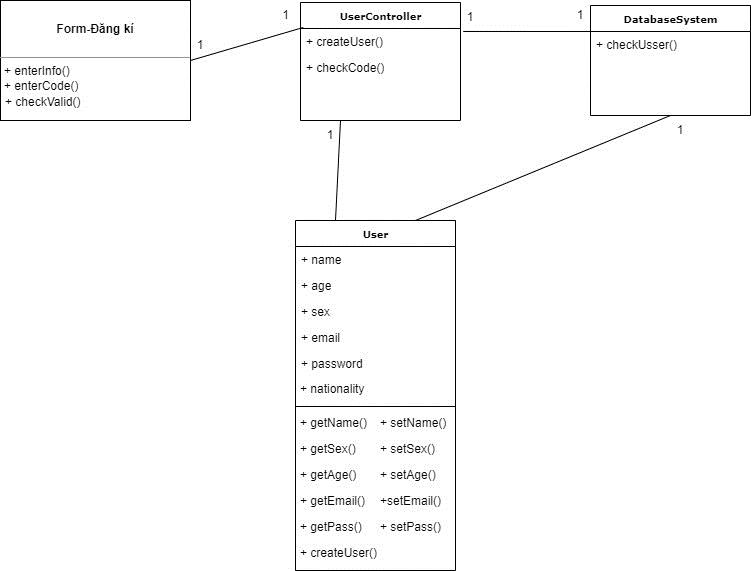 Form-Đăng kí
+ enterInfo()
+ enterCode()
+ checkValid()
1
1
UserController
+ createUser()
+ checkCode()
1
1
DatabaseSystem
+ checkUsser()
1
1
User
+ name
+ age
+ sex
+ email
+ password
+ nationality
+ getName() + setName()
+ getSex() + setSex()
+ getAge() + setAge()
+ getEmail() +setEmail()
+ getPass() + setPass()
+ createUser()